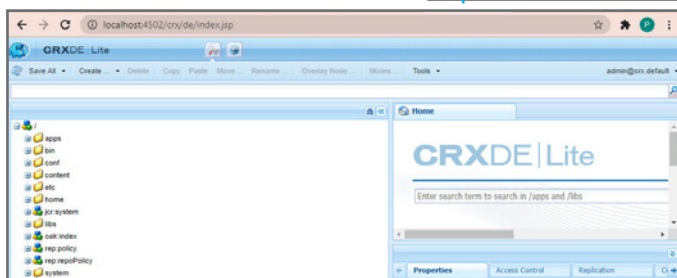 localhost:4502/crx/de/index.jsp
P
CRXDE Lite
Save All Create ... Delete Copy Paste Move ... Rename ... Overlay Node ... Mixins ... Tools admin@crx.default
Home
/
apps
bin
conf
content
etc
home
jcr:system
libs
oak:index
rep:policy
rep:repoPolicy
system
CRXDE | Lite
Enter search term to search in /apps and /libs
Properties Access Control Replication